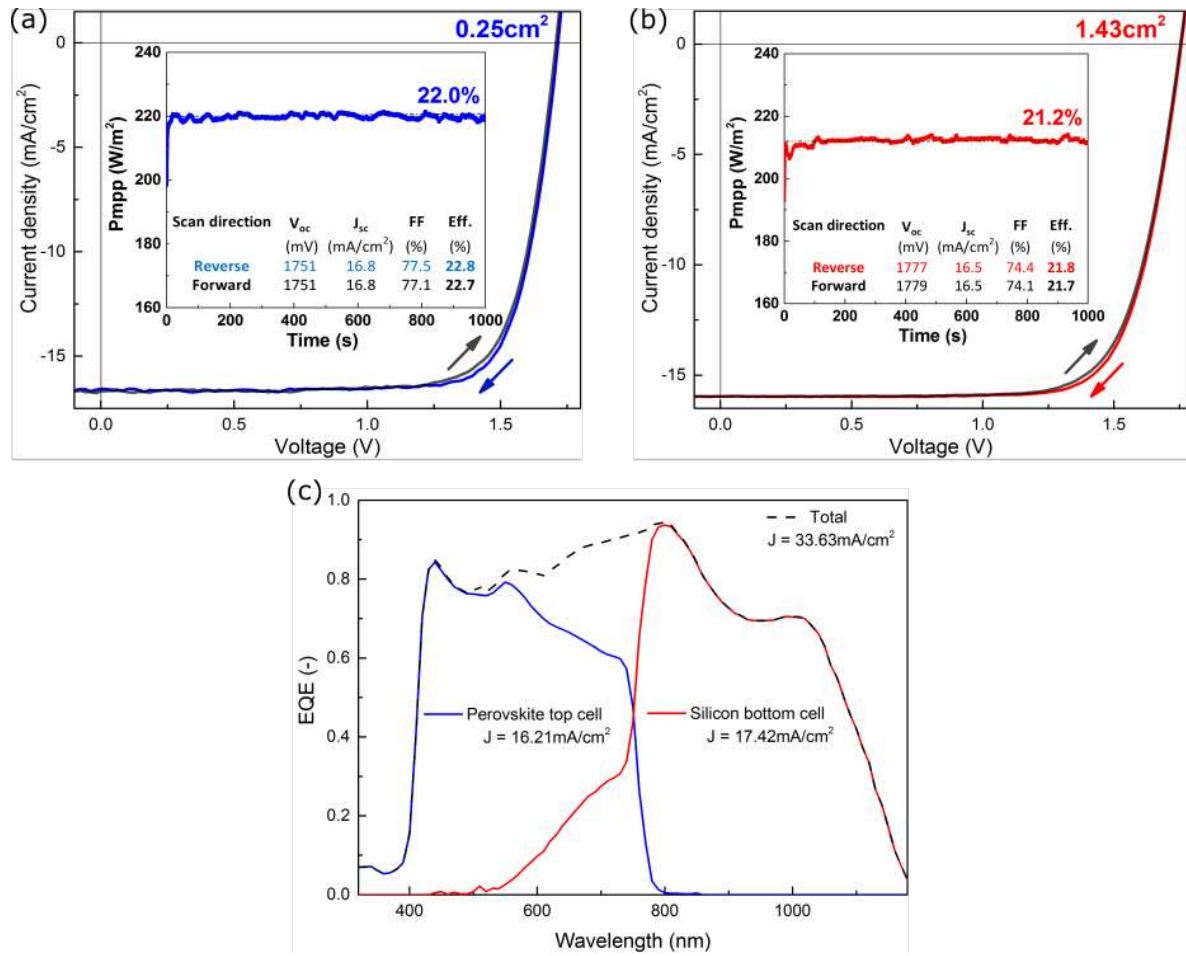 (a)
0.25cm²
0
-5
-10
-15
Current density (mA/cm²)
0.0
0.5
1.0
1.5
Voltage (V)
240
220
200
180
160
Pmpp (W/m²)
22.0%
Scan direction Voc Jsc FF Eff.
(mV) (mA/cm²) (%) (%)
Reverse 1751 16.8 77.5 22.8
Forward 1751 16.8 77.1 22.7
0 200 400 600 800 1000
Time (s)
(b)
1.43cm²
0
-5
-10
-15
Current density (mA/cm²)
0.0
0.5
1.0
1.5
Voltage (V)
240
220
200
180
160
Pmpp (W/m²)
21.2%
Scan direction Voc Jsc FF Eff.
(mV) (mA/cm²) (%) (%)
Reverse 1777 16.5 74.4 21.8
Forward 1779 16.5 74.1 21.7
0 200 400 600 800 1000
Time (s)
(c)
1.0
0.8
0.6
0.4
0.2
0.0
EQE (-)
Total
J = 33.63mA/cm²
Perovskite top cell
J = 16.21mA/cm²
Silicon bottom cell
J = 17.42mA/cm²
400 600 800 1000
Wavelength (nm)